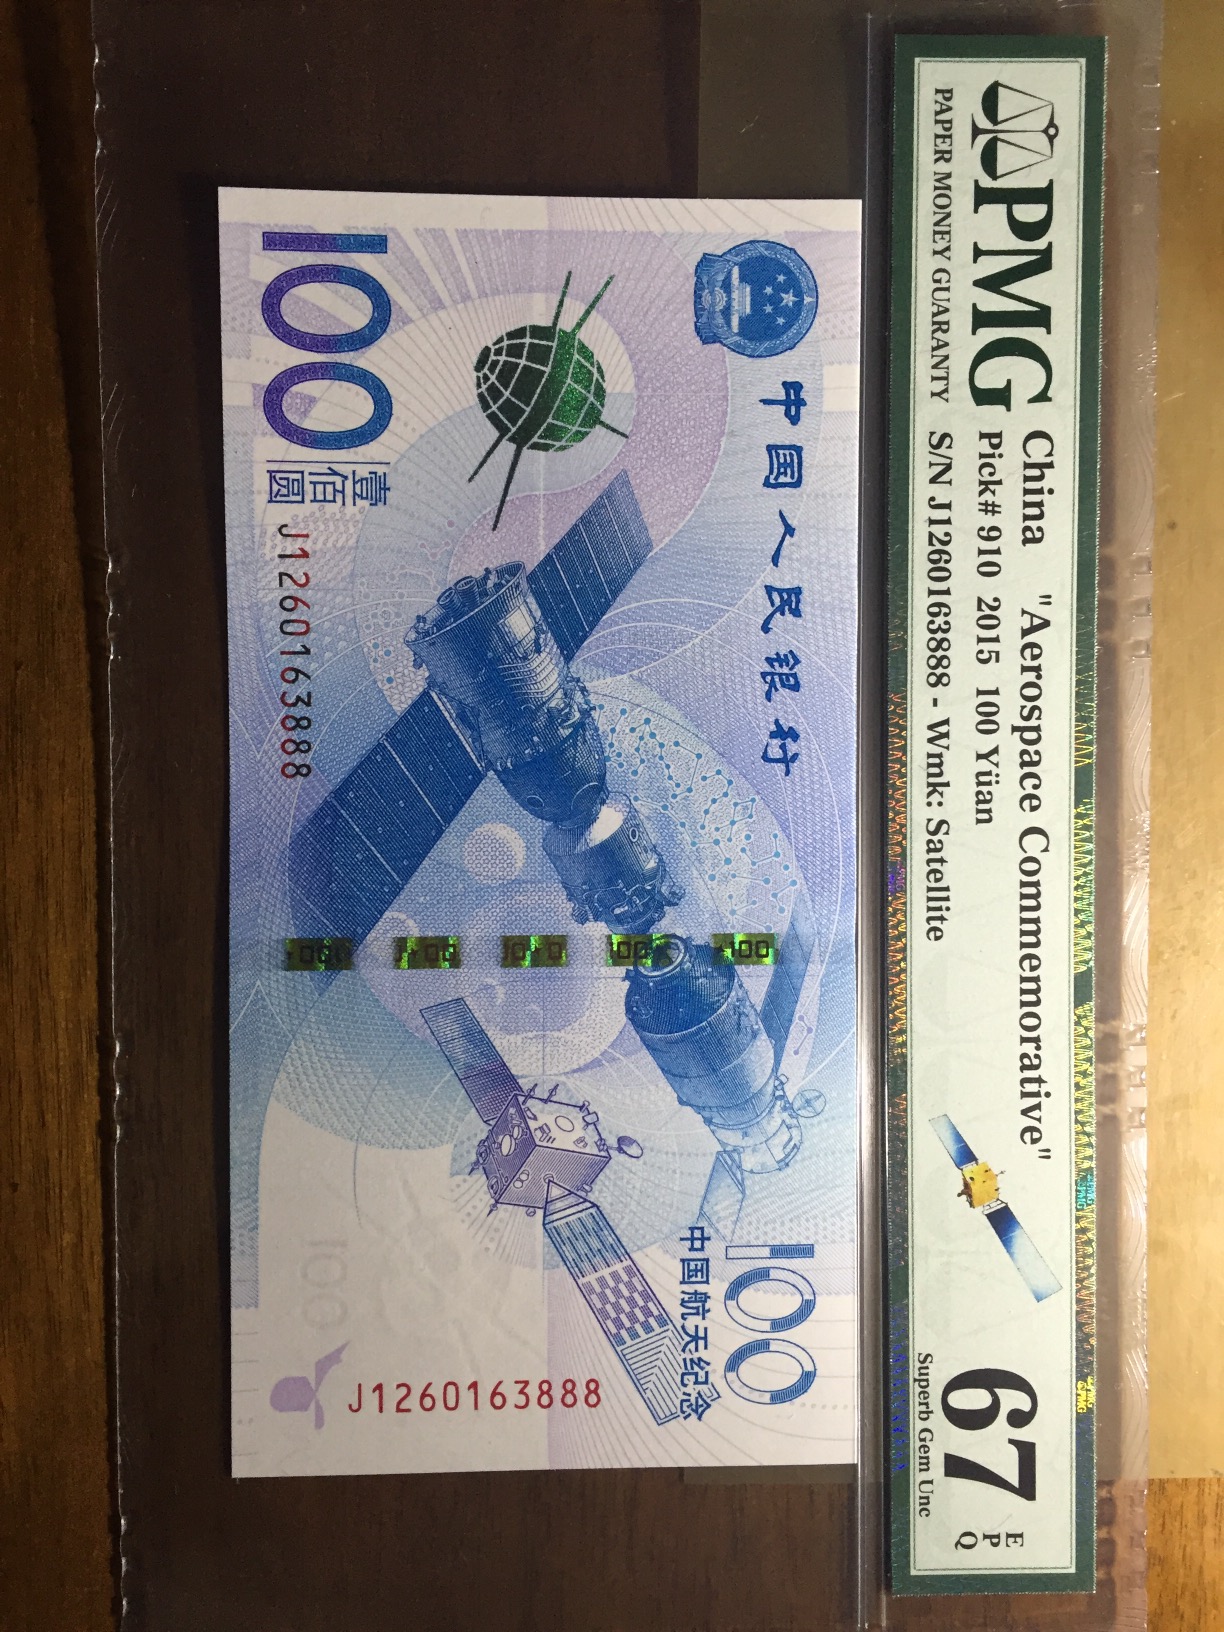 PMG
PAPER MONEY GUARANTY
China "Aerospace Commemorative"
Pick# 910 2015 100 Yüan
S/N J1260163888 - Wmk: Satellite
67
E
P
Q
Superb Gem Unc
中国人民银行
100
中国航天纪念
100
壹佰圆
J1260163888
J1260163888
100